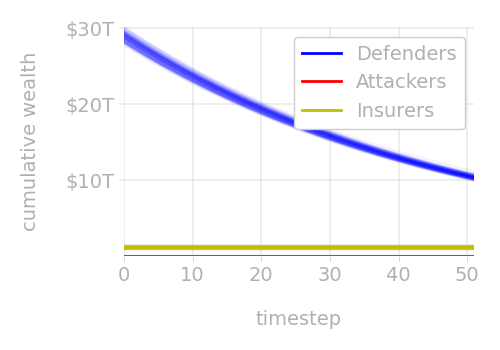 $30T
$20T
$10T
cumulative wealth
Defenders
Attackers
Insurers
0 10 20 30 40 50
timestep